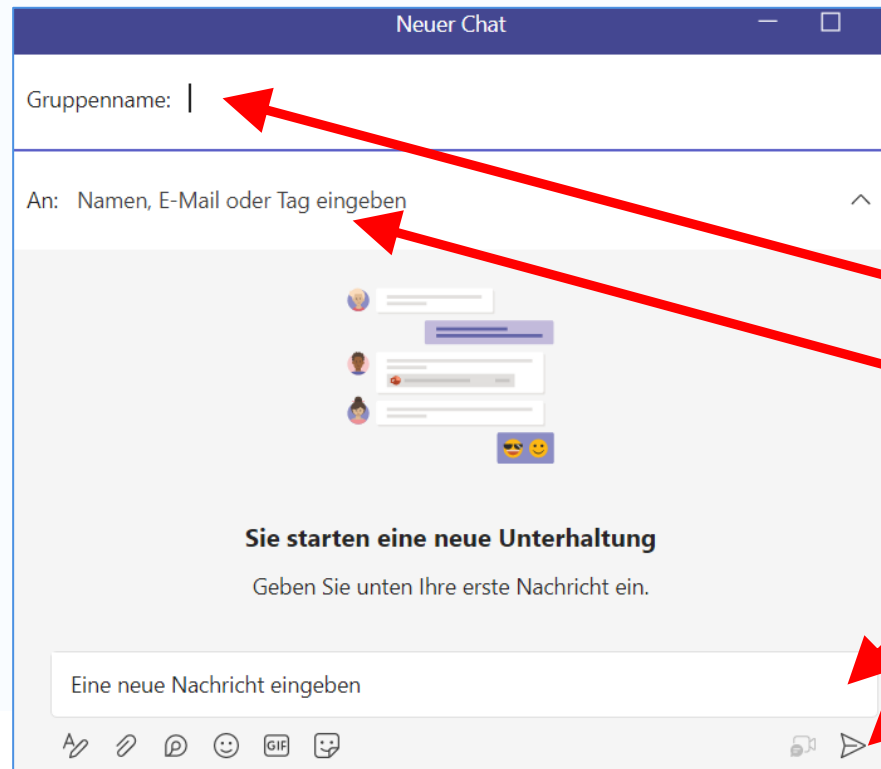 Neuer Chat
Gruppenname:
An: Namen, E-Mail oder Tag eingeben
Sie starten eine neue Unterhaltung
Geben Sie unten Ihre erste Nachricht ein.
Eine neue Nachricht eingeben
GIF